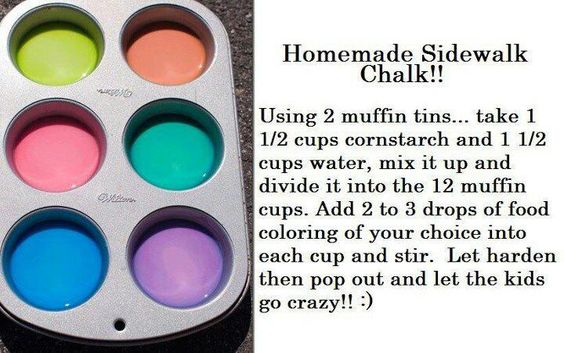 Wilton
Wilton
Homemade Sidewalk
Chalk!!
Using 2 muffin tins... take 1
1/2 cups cornstarch and 1 1/2
cups water, mix it up and
divide it into the 12 muffin
cups. Add 2 to 3 drops of food
coloring of your choice into
each cup and stir.  Let harden
then pop out and let the kids
go crazy!! :)